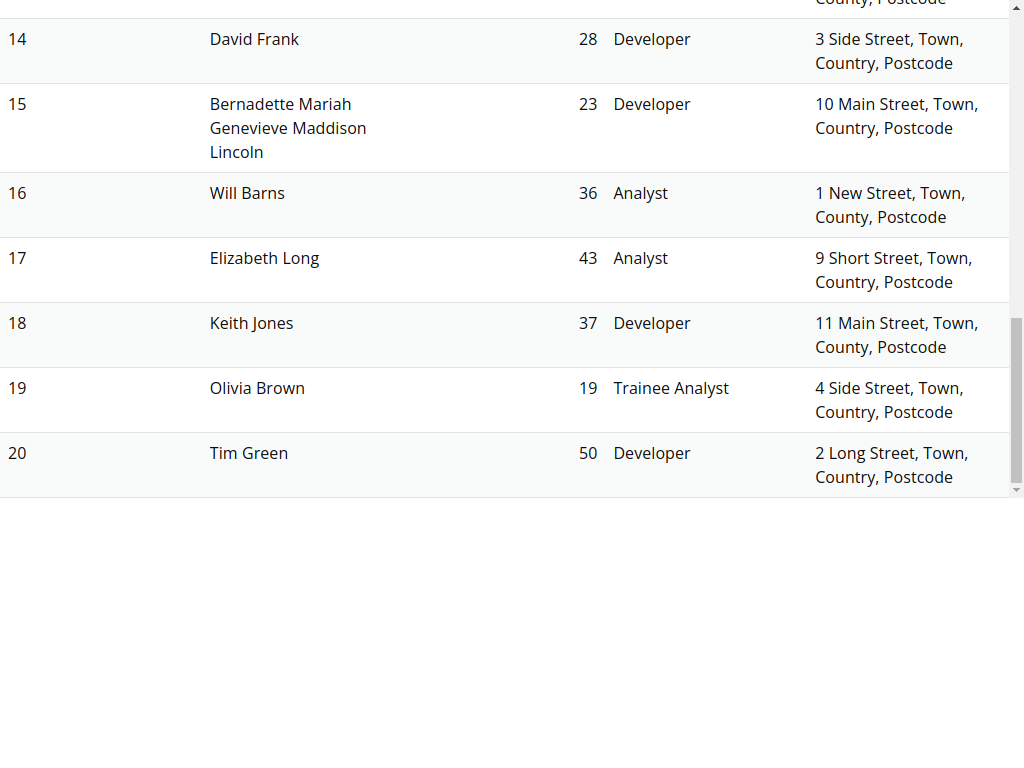 County, Postcode
14 David Frank 28 Developer 3 Side Street, Town,
Country, Postcode
15 Bernadette Mariah 23 Developer 10 Main Street, Town,
Genevieve Maddison Country, Postcode
Lincoln
16 Will Barns 36 Analyst 1 New Street, Town,
County, Postcode
17 Elizabeth Long 43 Analyst 9 Short Street, Town,
Country, Postcode
18 Keith Jones 37 Developer 11 Main Street, Town,
County, Postcode
19 Olivia Brown 19 Trainee Analyst 4 Side Street, Town,
Country, Postcode
20 Tim Green 50 Developer 2 Long Street, Town,
Country, Postcode